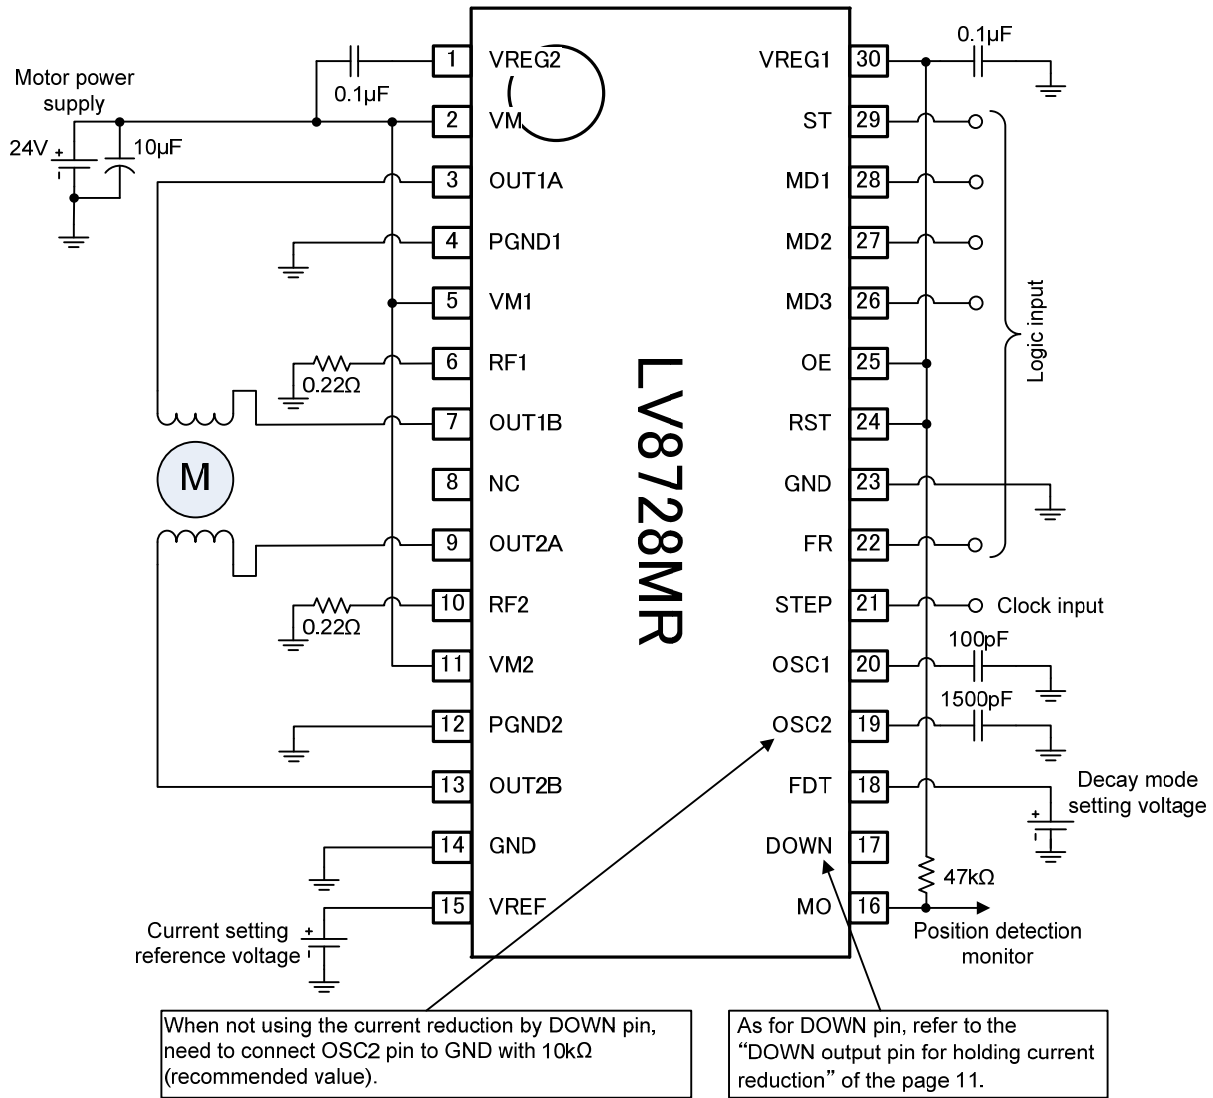 Motor power
supply
24V
+
-
10µF
0.1µF
1 VREG2
2 VM
3 OUT1A
4 PGND1
5 VM1
6 RF1
0.22Ω
7 OUT1B
8 NC
M
9 OUT2A
10 RF2
0.22Ω
11 VM2
12 PGND2
13 OUT2B
14 GND
15 VREF
Current setting
reference voltage
+
-
LV8728MR
VREG1 30
0.1µF
ST 29
MD1 28
MD2 27
MD3 26
OE 25
RST 24
GND 23
FR 22
Logic input
STEP 21
Clock input
OSC1 20
100pF
OSC2 19
1500pF
FDT 18
Decay mode
setting voltage
+
-
DOWN 17
47kΩ
MO 16
Position detection
monitor
When not using the current reduction by DOWN pin,
need to connect OSC2 pin to GND with 10kΩ
(recommended value).
As for DOWN pin, refer to the
“DOWN output pin for holding current
reduction” of the page 11.